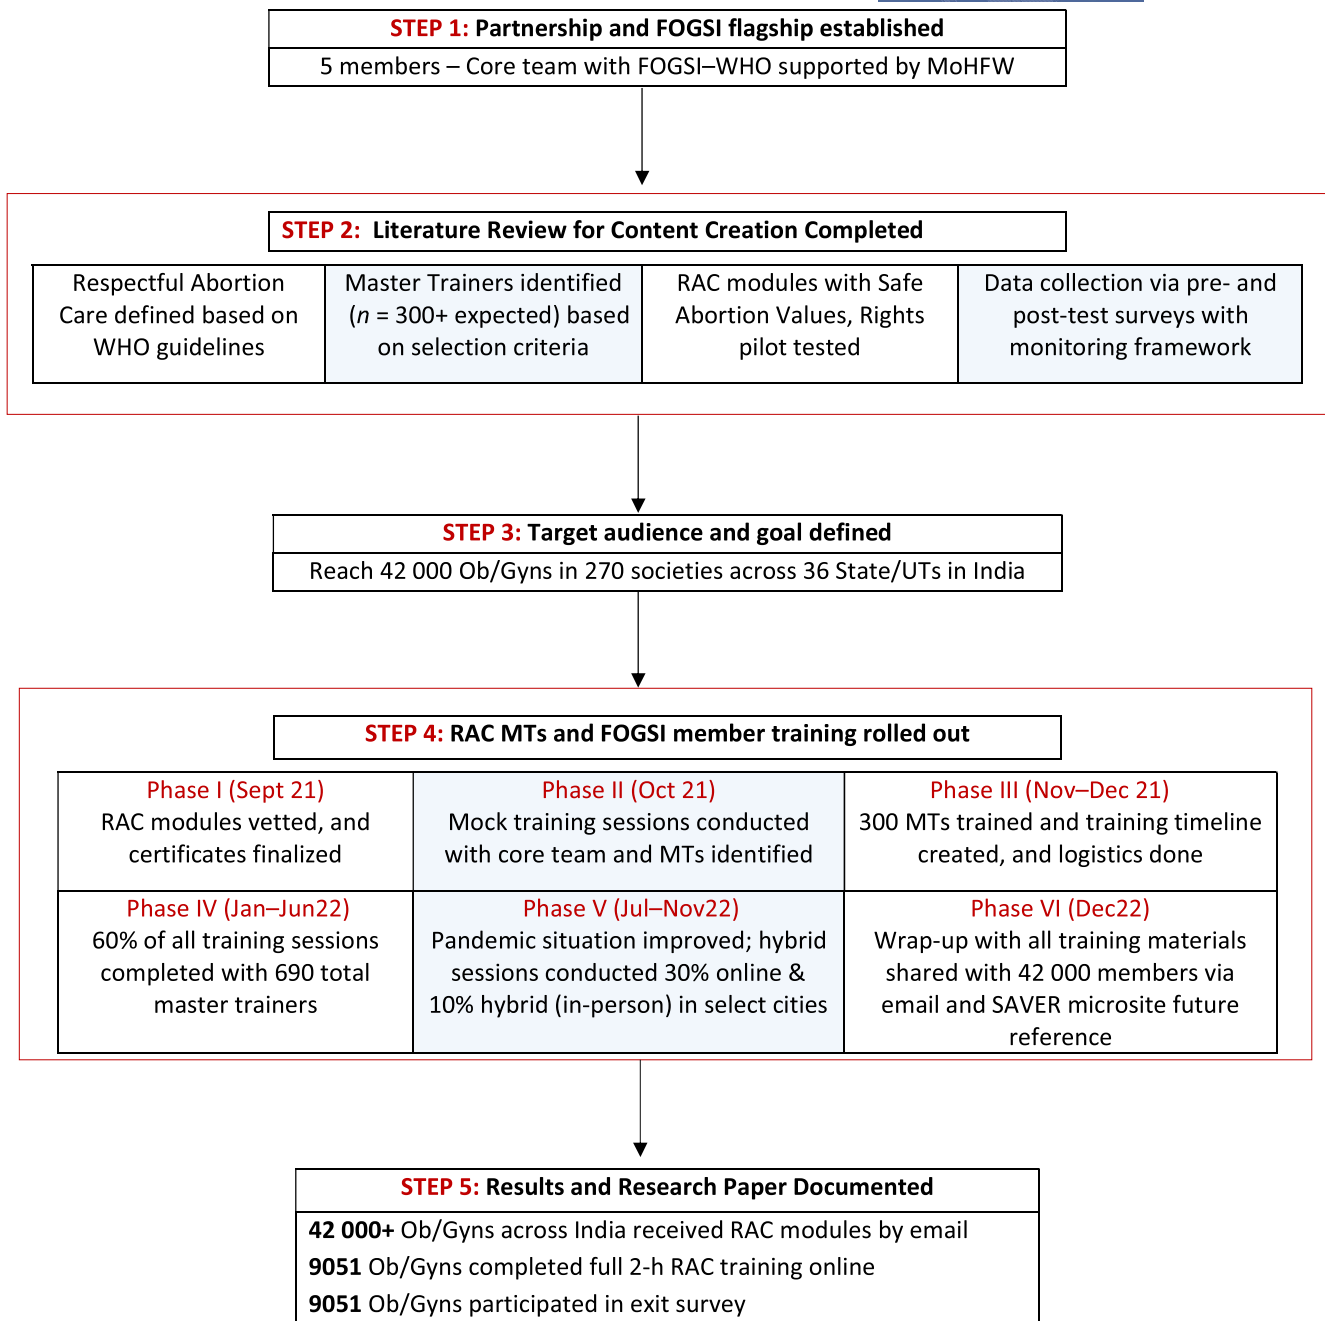 STEP 1: Partnership and FOGSI flagship established
5 members – Core team with FOGSI–WHO supported by MoHFW
STEP 2: Literature Review for Content Creation Completed
Respectful Abortion
Care defined based on
WHO guidelines
Master Trainers identified
(n = 300+ expected) based
on selection criteria
RAC modules with Safe
Abortion Values, Rights
pilot tested
Data collection via pre- and
post-test surveys with
monitoring framework
STEP 3: Target audience and goal defined
Reach 42 000 Ob/Gyns in 270 societies across 36 State/UTs in India
STEP 4: RAC MTs and FOGSI member training rolled out
Phase I (Sept 21)
RAC modules vetted, and
certificates finalized
Phase II (Oct 21)
Mock training sessions conducted
with core team and MTs identified
Phase III (Nov–Dec 21)
300 MTs trained and training timeline
created, and logistics done
Phase IV (Jan–Jun22)
60% of all training sessions
completed with 690 total
master trainers
Phase V (Jul–Nov22)
Pandemic situation improved; hybrid
sessions conducted 30% online &
10% hybrid (in-person) in select cities
Phase VI (Dec22)
Wrap-up with all training materials
shared with 42 000 members via
email and SAVER microsite future
reference
STEP 5: Results and Research Paper Documented
42 000+ Ob/Gyns across India received RAC modules by email
9051 Ob/Gyns completed full 2-h RAC training online
9051 Ob/Gyns participated in exit survey